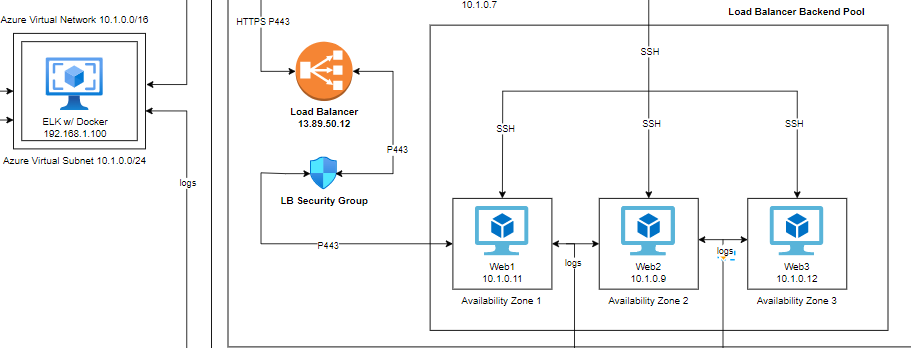 10.1.0.7
Load Balancer Backend Pool
Azure Virtual Network 10.1.0.0/16
HTTPS P443
ELK w/ Docker
192.168.1.100
Azure Virtual Subnet 10.1.0.0/24
logs
Load Balancer
13.89.50.12
P443
LB Security Group
P443
SSH
SSH
SSH
SSH
Web1
10.1.0.11
Availability Zone 1
logs
Web2
10.1.0.9
Availability Zone 2
logs
Web3
10.1.0.12
Availability Zone 3